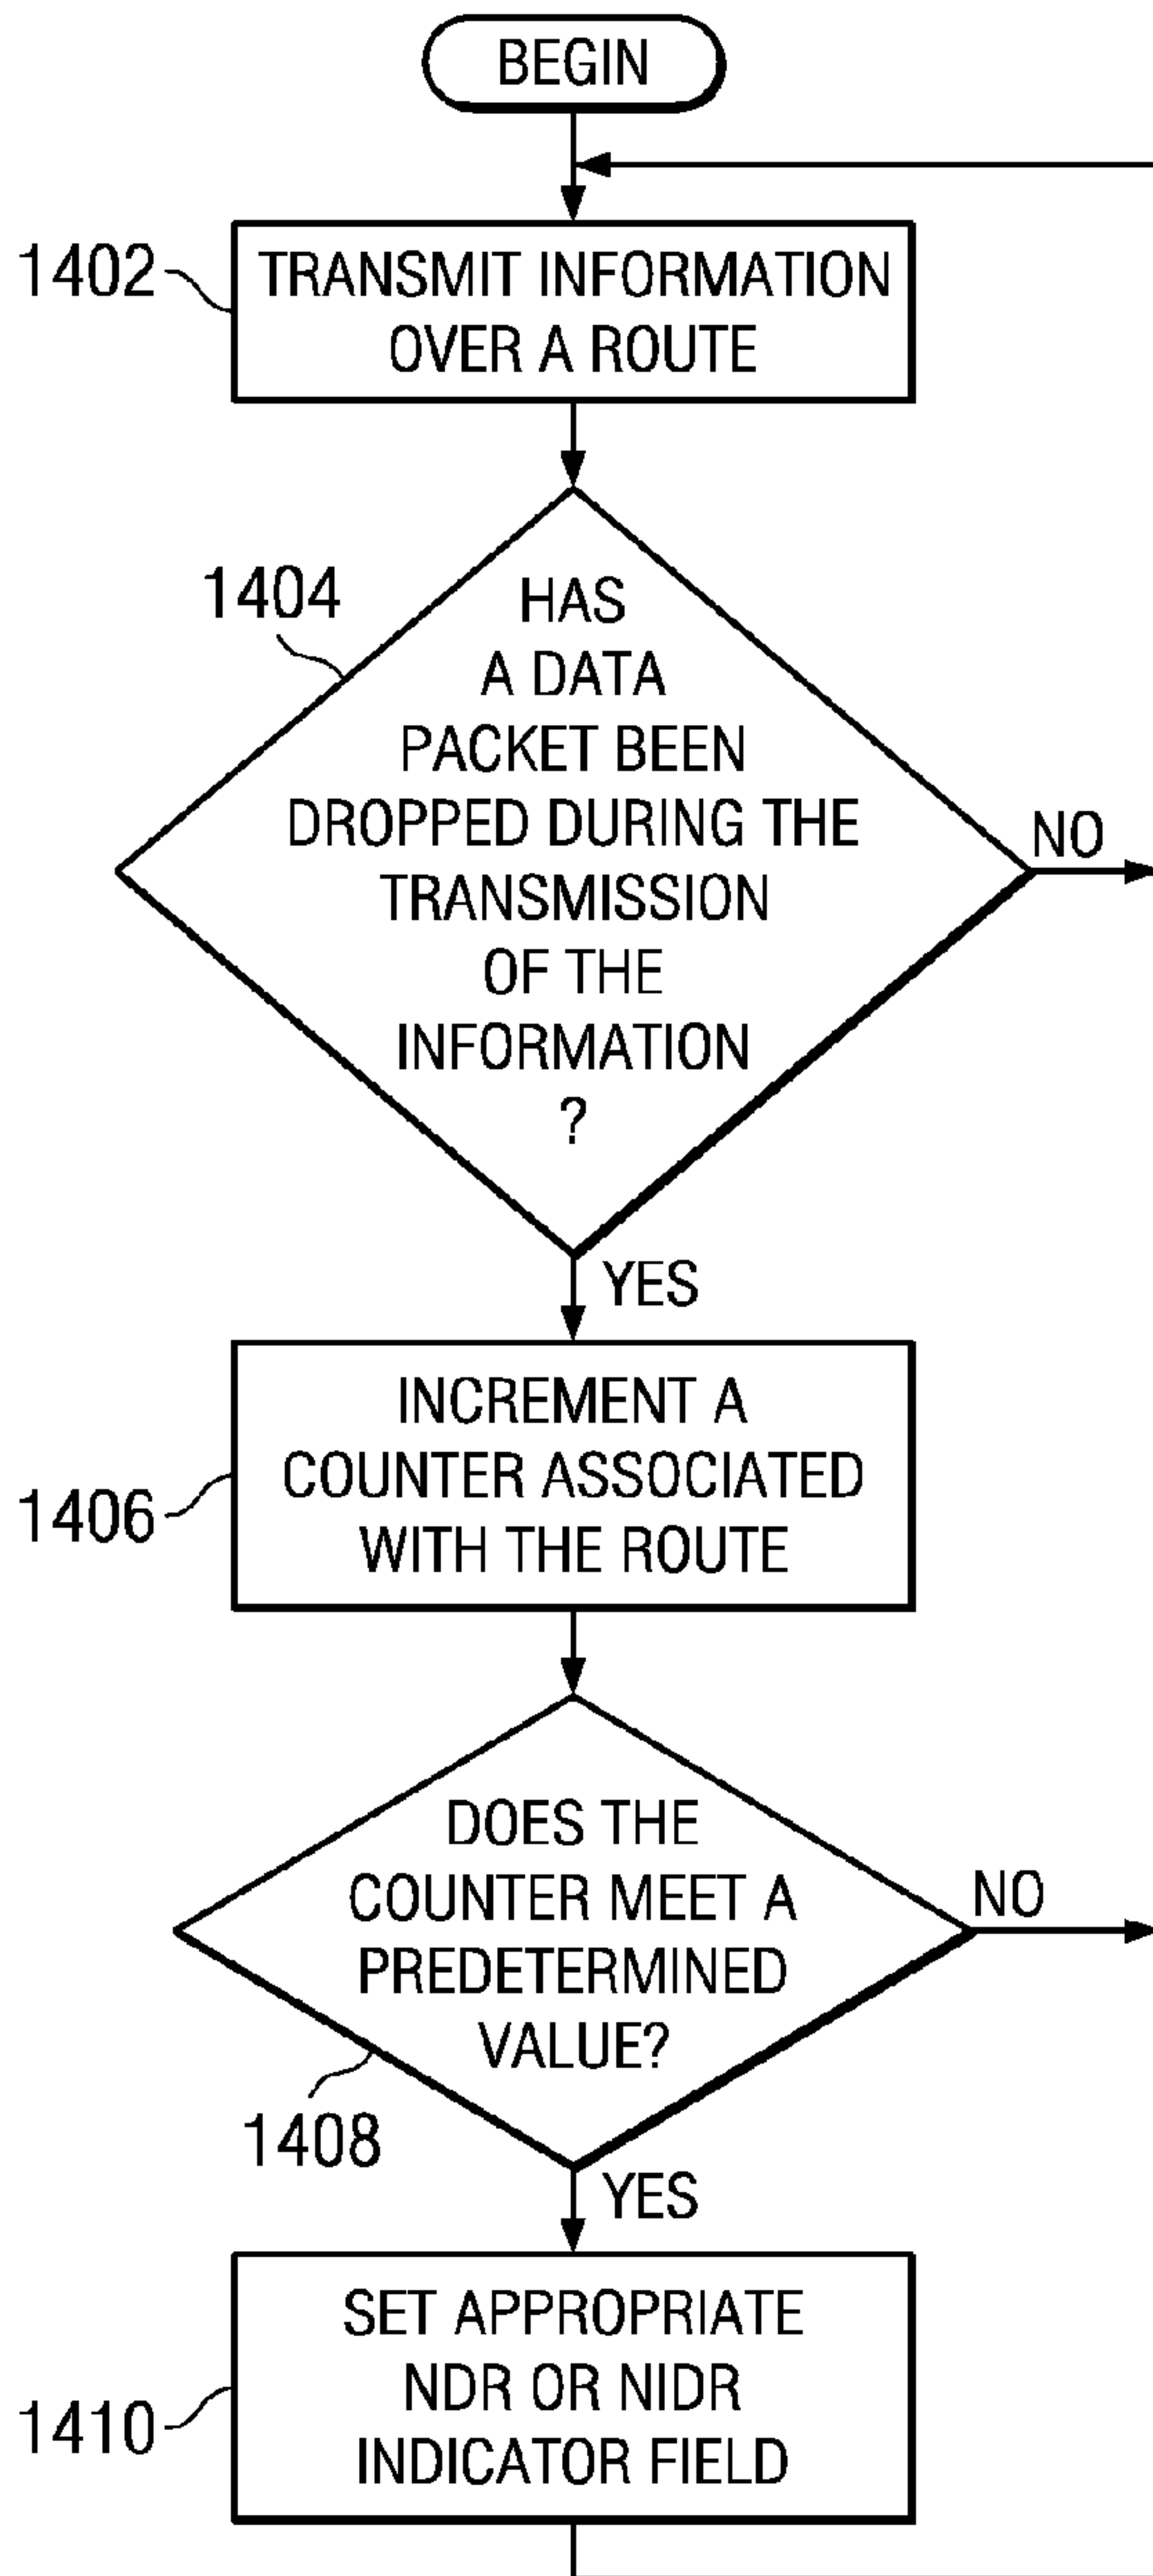 BEGIN
1402
TRANSMIT INFORMATION
OVER A ROUTE
1404
HAS
A DATA
PACKET BEEN
DROPPED DURING THE
TRANSMISSION
OF THE
INFORMATION
?
NO
YES
1406
INCREMENT A
COUNTER ASSOCIATED
WITH THE ROUTE
DOES THE
COUNTER MEET A
PREDETERMINED
VALUE?
NO
1408
YES
1410
SET APPROPRIATE
NDR OR NIDR
INDICATOR FIELD